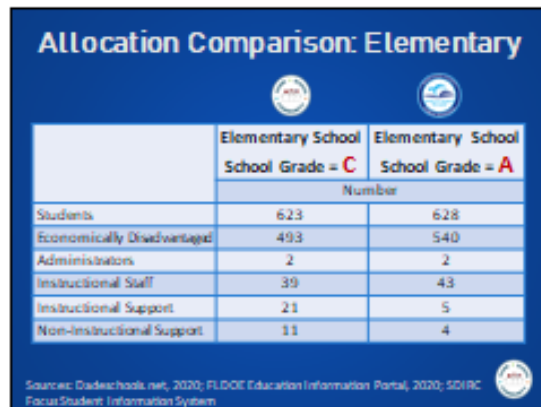 Allocation Comparison: Elementary
Elementary School Elementary School
School Grade = C School Grade = A
Number
Students 623 628
Economically Disadvantaged 493 540
Administrators 2 2
Instructional Staff 39 43
Instructional Support 21 5
Non-Instructional Support 11 4
Sources: Dadeschools.net, 2020; FLDOE Education Information Portal, 2020; SDIRC
Focus Student Information System